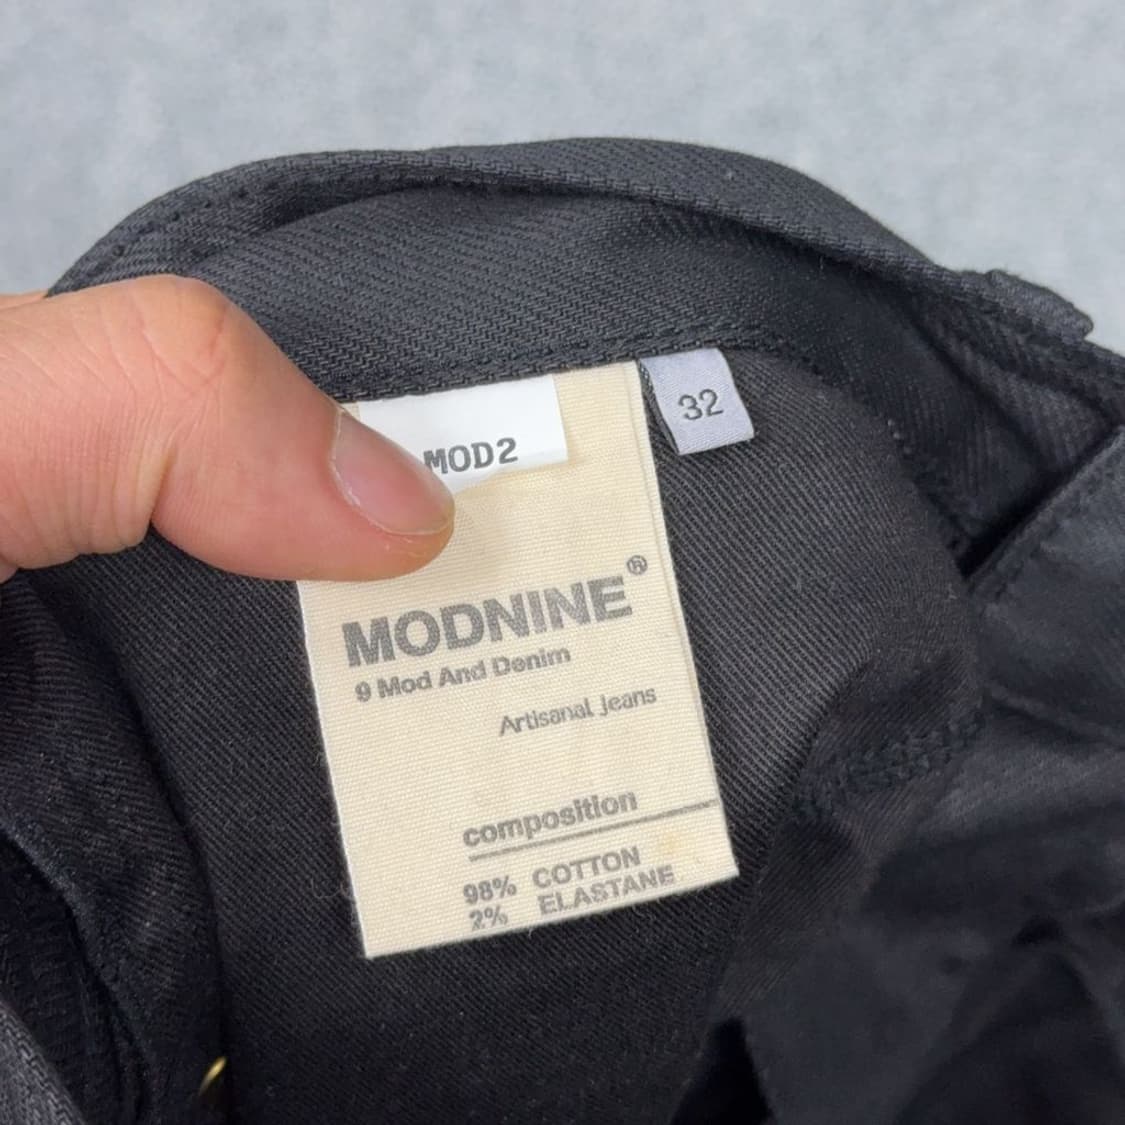 MOD2
32
MODNINE®
9 Mod And Denim
Artisanal Jeans
composition
98% COTTON
2% ELASTANE